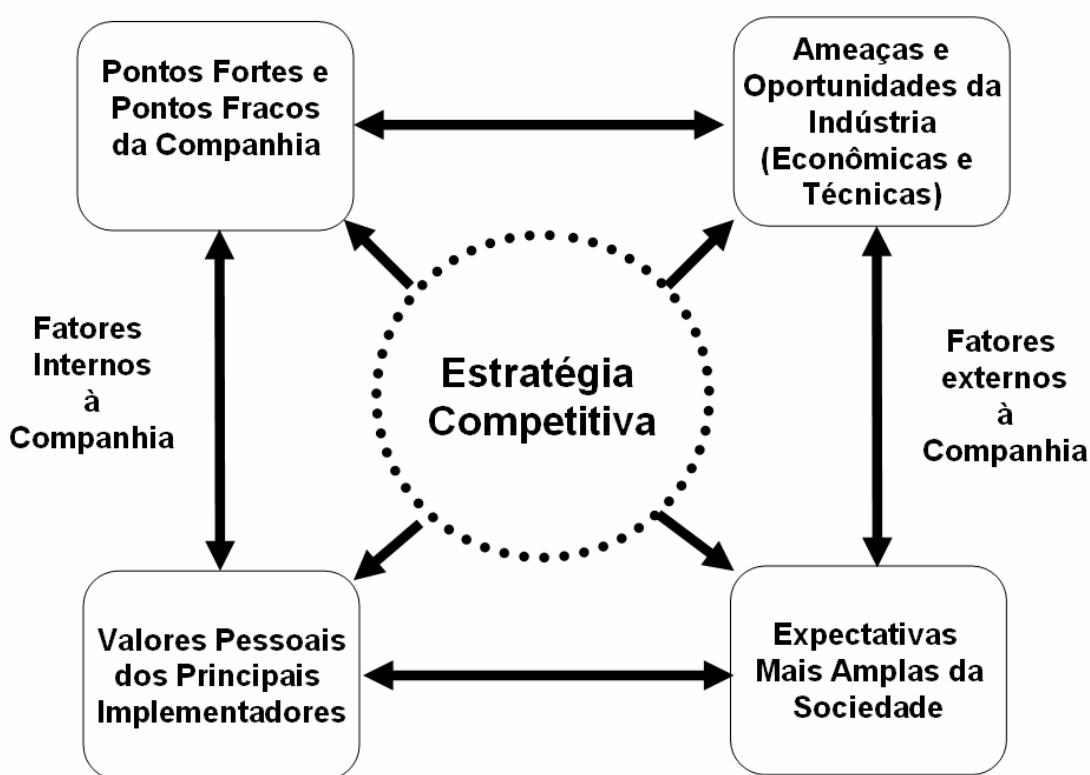 Pontos Fortes e
Pontos Fracos
da Companhia
Ameaças e
Oportunidades da
Indústria
(Econômicas e
Técnicas)
Fatores
Internos
à
Companhia
Estratégia
Competitiva
Fatores
externos
à
Companhia
Valores Pessoais
dos Principais
Implementadores
Expectativas
Mais Amplas da
Sociedade